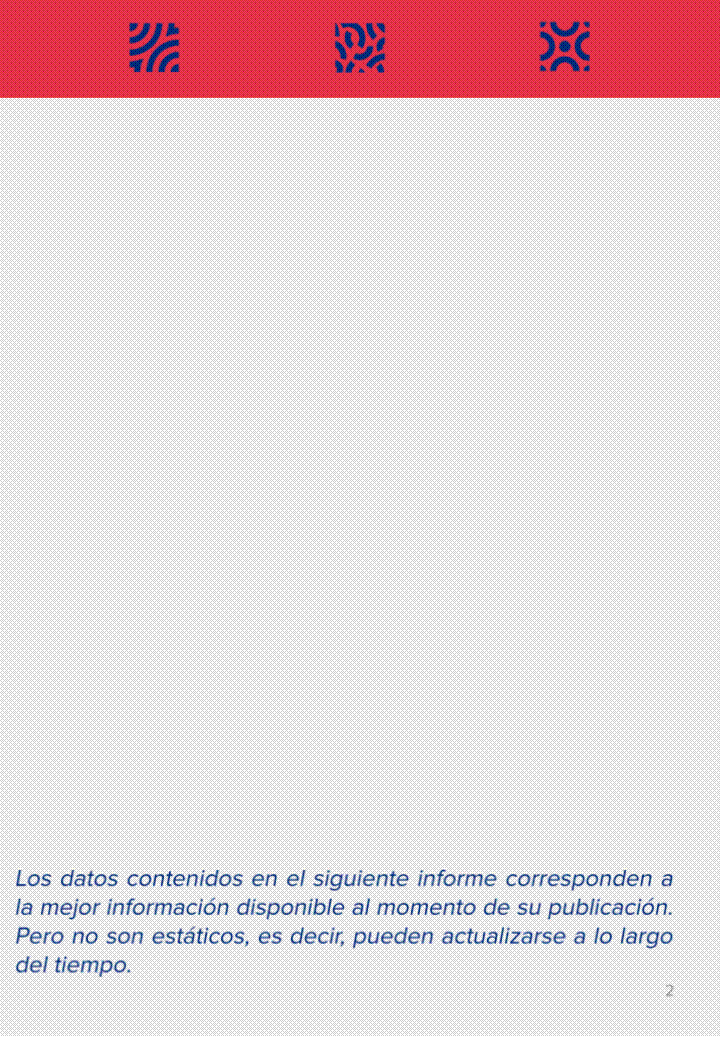 Los datos contenidos en el siguiente informe corresponden a
la mejor información disponible al momento de su publicación.
Pero no son estáticos, es decir, pueden actualizarse a lo largo
del tiempo.
2